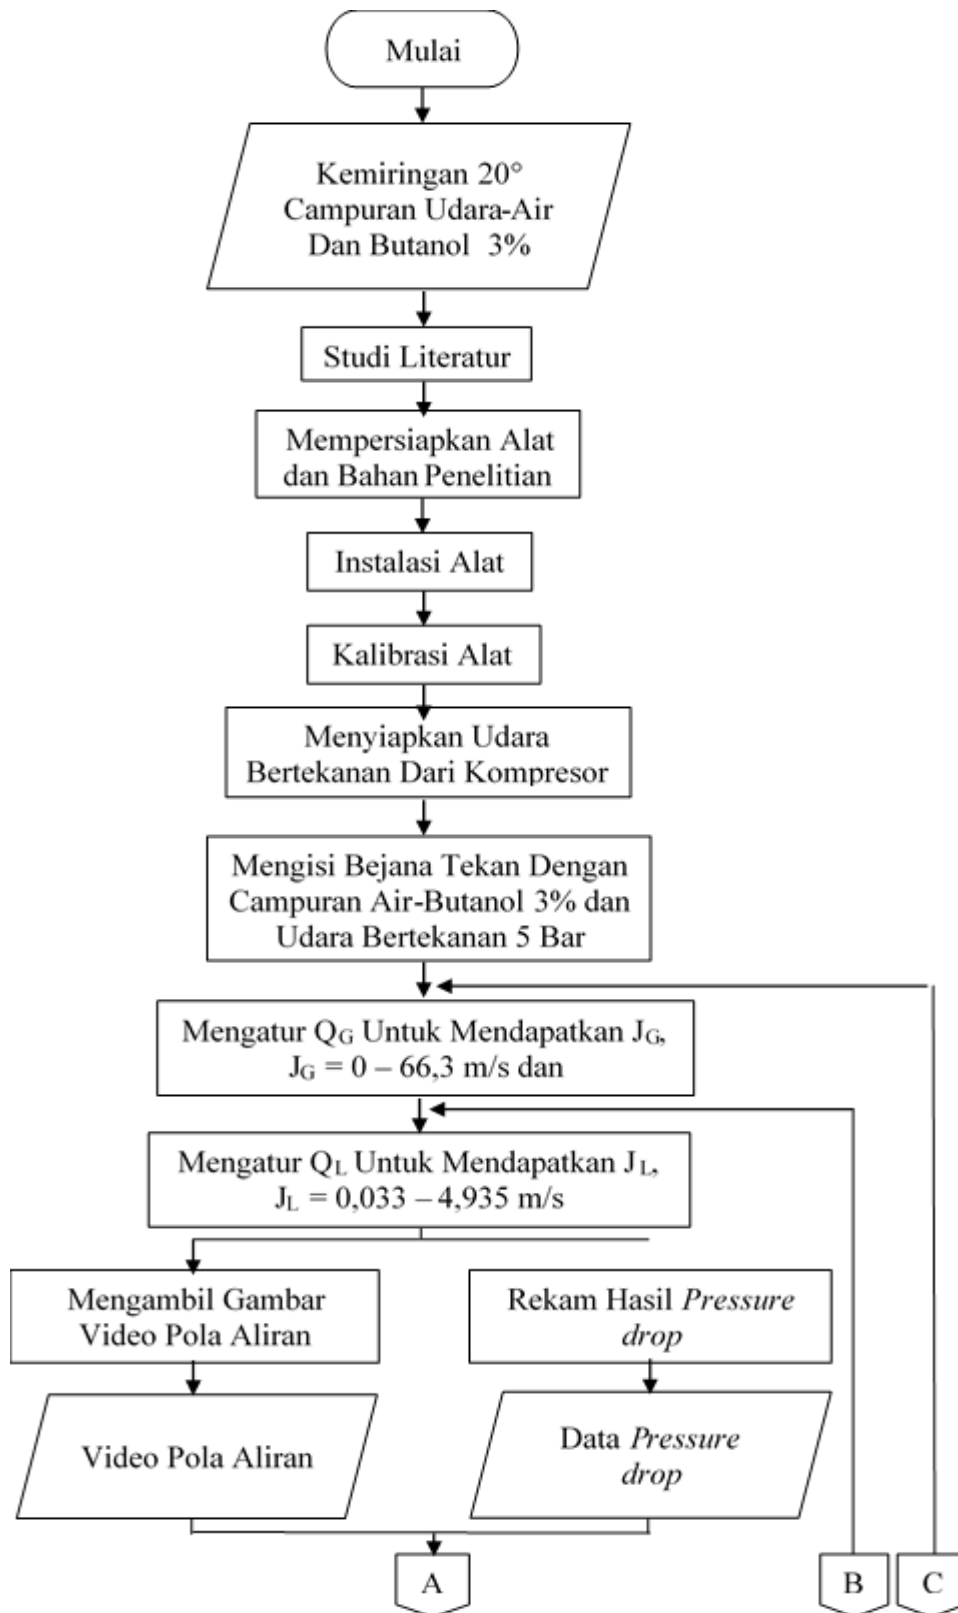 Mulai
Kemiringan 20°
Campuran Udara-Air
Dan Butanol 3%
Studi Literatur
Mempersiapkan Alat
dan Bahan Penelitian
Instalasi Alat
Kalibrasi Alat
Menyiapkan Udara
Bertekanan Dari Kompresor
Mengisi Bejana Tekan Dengan
Campuran Air-Butanol 3% dan
Udara Bertekanan 5 Bar
Mengatur QG Untuk Mendapatkan JG,
JG = 0 – 66,3 m/s dan
Mengatur QL Untuk Mendapatkan JL,
JL = 0,033 – 4,935 m/s
Mengambil Gambar
Video Pola Aliran
Rekam Hasil Pressure
drop
Video Pola Aliran
Data Pressure
drop
A
B
C